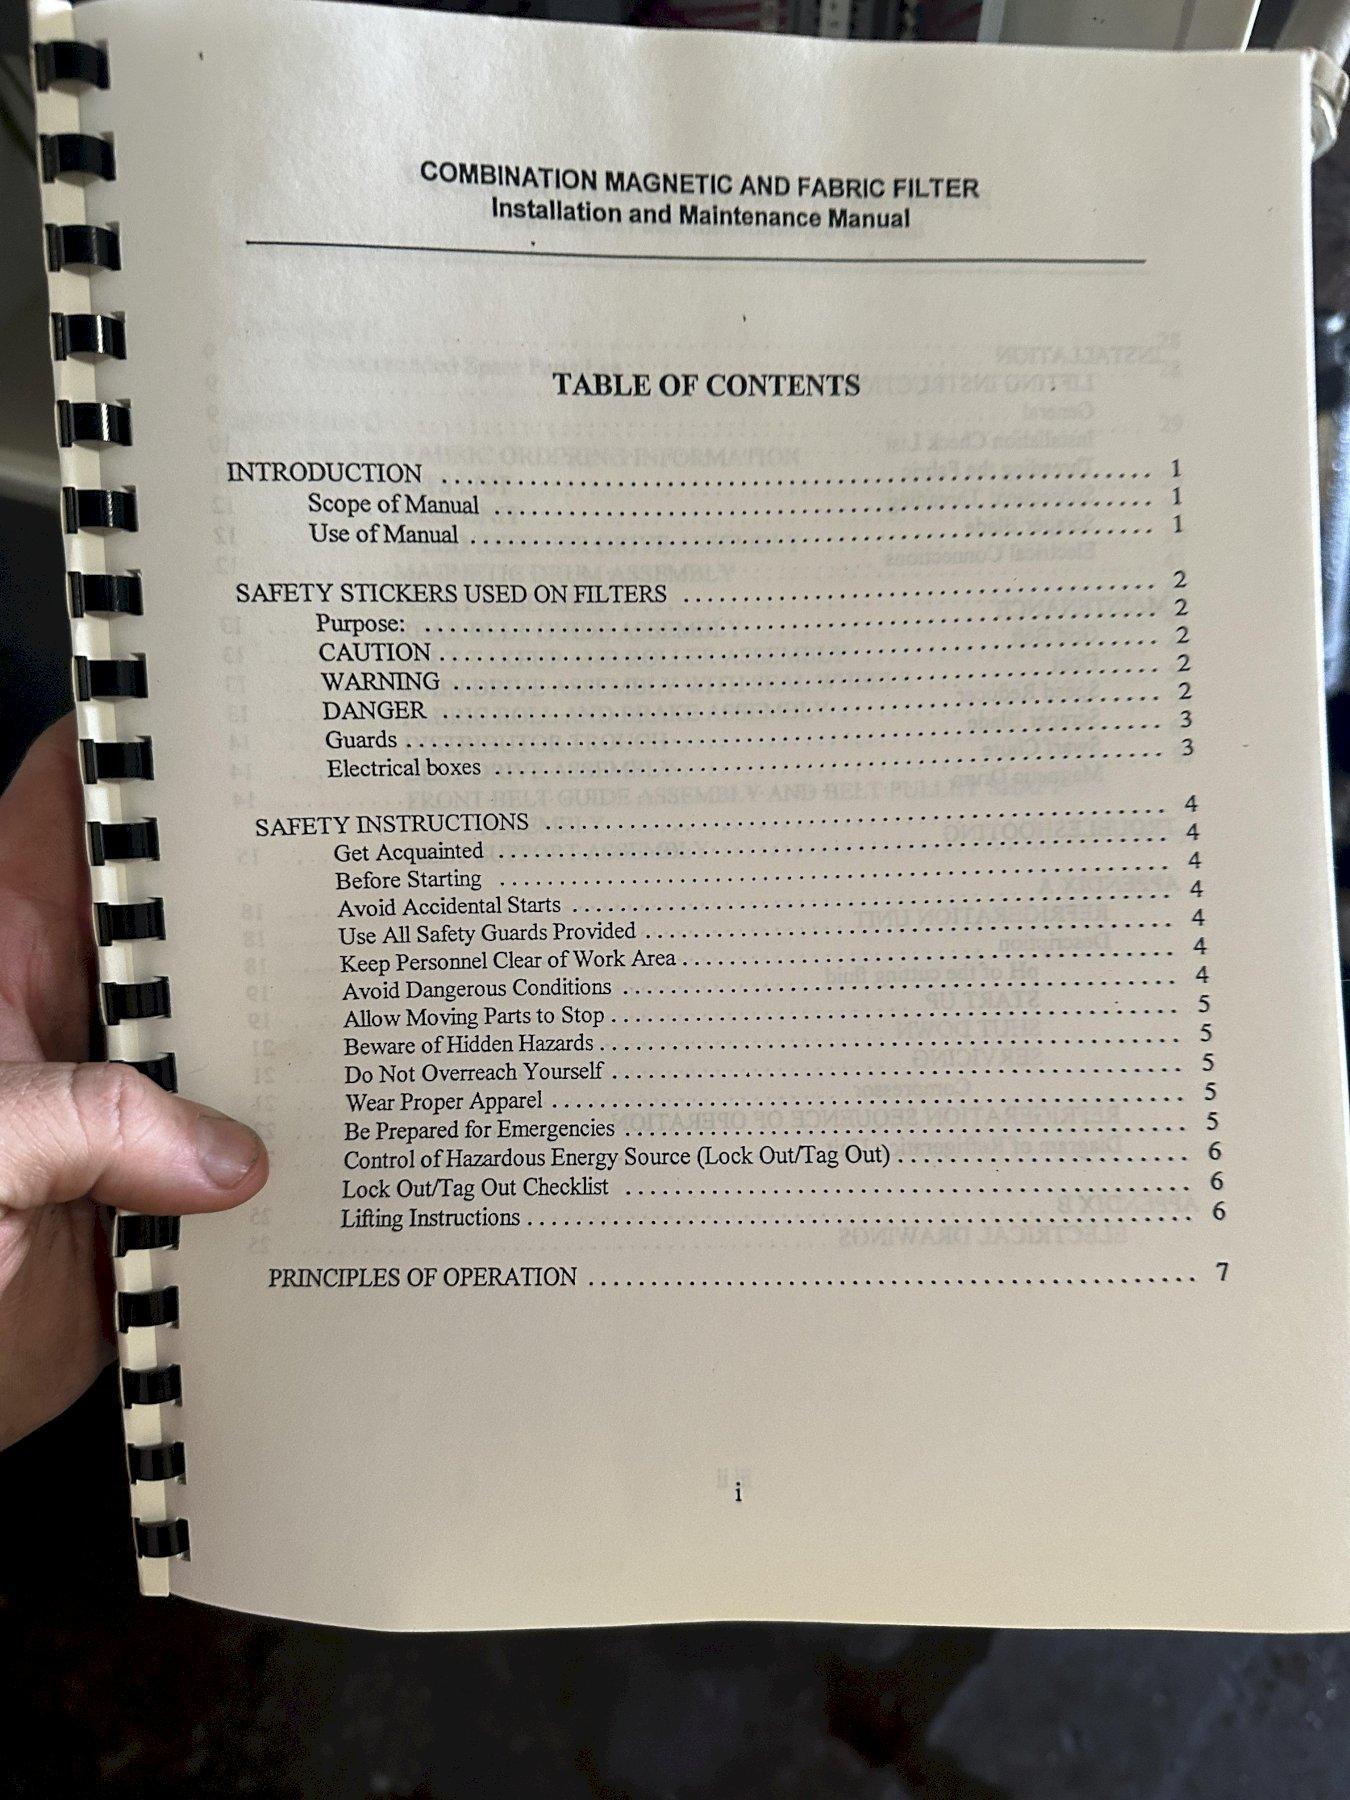 COMBINATION MAGNETIC AND FABRIC FILTER
Installation and Maintenance Manual
TABLE OF CONTENTS
INTRODUCTION 1
Scope of Manual 1
Use of Manual 1
SAFETY STICKERS USED ON FILTERS 2
Purpose: 2
CAUTION 2
WARNING 2
DANGER 2
Guards 3
Electrical boxes 3
SAFETY INSTRUCTIONS 4
Get Acquainted 4
Before Starting 4
Avoid Accidental Starts 4
Use All Safety Guards Provided 4
Keep Personnel Clear of Work Area 4
Avoid Dangerous Conditions 4
Allow Moving Parts to Stop 5
Beware of Hidden Hazards 5
Do Not Overreach Yourself 5
Wear Proper Apparel 5
Be Prepared for Emergencies 5
Control of Hazardous Energy Source (Lock Out/Tag Out) 6
Lock Out/Tag Out Checklist 6
Lifting Instructions 6
PRINCIPLES OF OPERATION 7
i